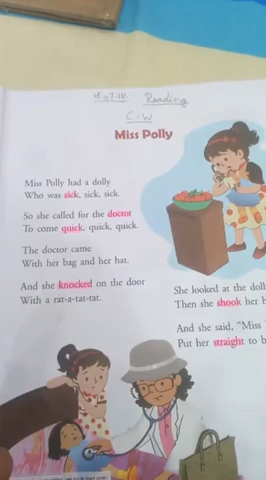 Reading
C.W
Miss Polly
Miss Polly had a dolly
Who was sick, sick, sick.
So she called for the doctor
To come quick, quick, quick.
The doctor came
With her bag and her hat.
And she knocked on the door
With a rat-a-tat-tat.
She looked at the doll
Then she shook her h
And she said, "Miss
Put her straight to b